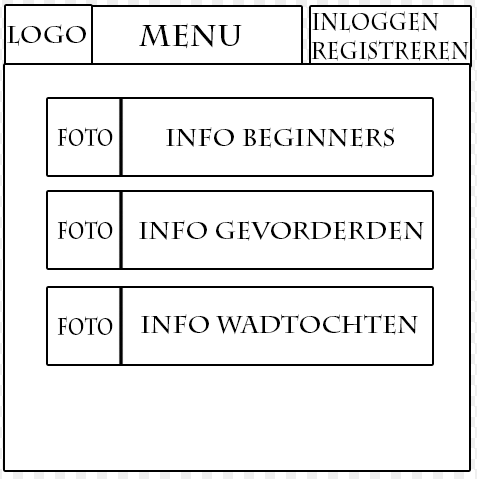 LOGO
MENU
INLOGGEN
REGISTREREN
FOTO
INFO BEGINNERS
FOTO
INFO GEVORDERDEN
FOTO
INFO WADTOCHTEN